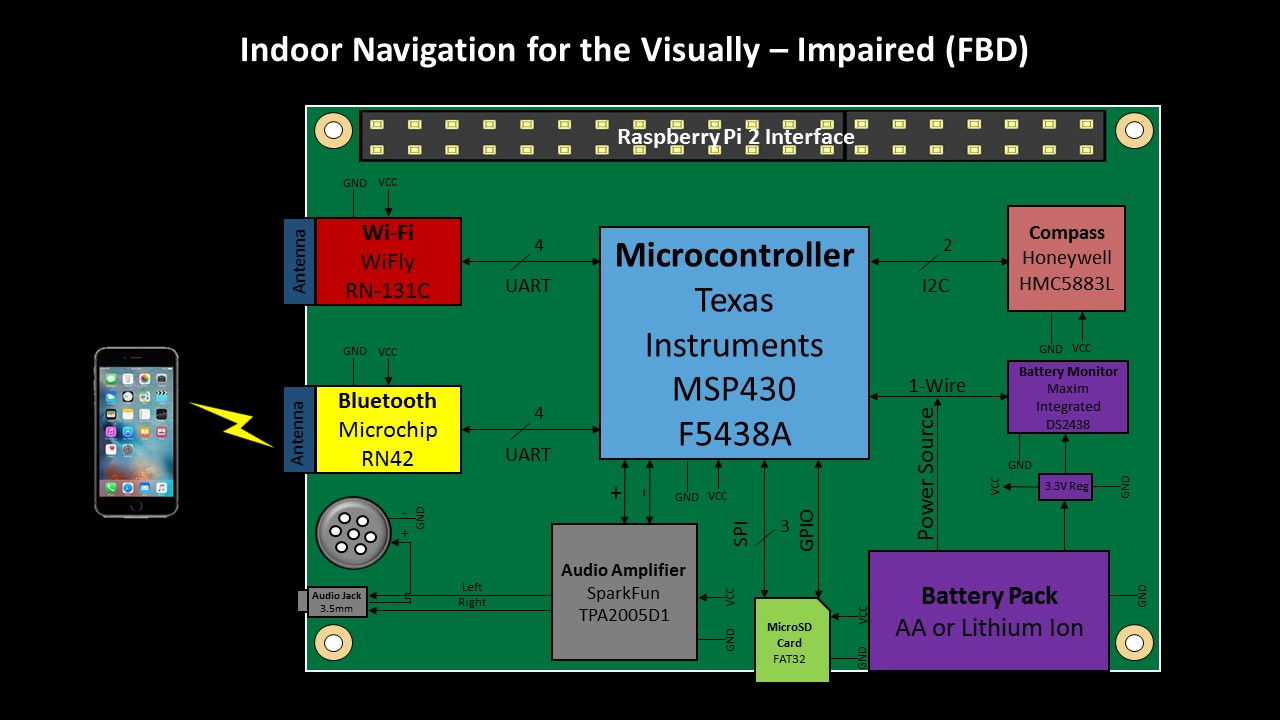 Indoor Navigation for the Visually – Impaired (FBD)
Raspberry Pi 2 Interface
GND
VCC
Antenna
Wi-Fi
WiFly
RN-131C
4
UART
Microcontroller
Texas
Instruments
MSP430
F5438A
2
I2C
Compass
Honeywell
HMC5883L
GND
VCC
GND
VCC
Antenna
Bluetooth
Microchip
RN42
4
UART
1-Wire
Battery Monitor
Maxim
Integrated
DS2438
GND
VCC
3.3V Reg
GND
Power Source
+
-
GND
VCC
SPI
3
GPIO
-
+
GND
Audio Jack
3.5mm
Left
Right
Audio Amplifier
SparkFun
TPA2005D1
VCC
GND
MicroSD
Card
FAT32
VCC
GND
Battery Pack
AA or Lithium Ion
GND